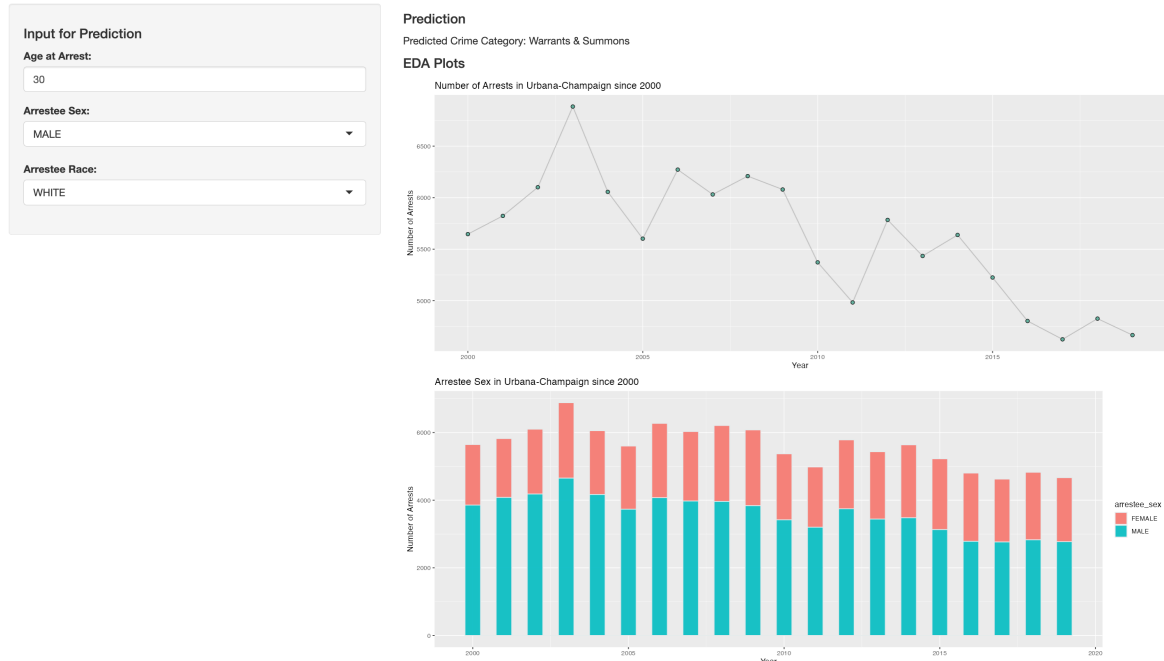 Input for Prediction
Age at Arrest:
30
Arrestee Sex:
MALE
Arrestee Race:
WHITE
Prediction
Predicted Crime Category: Warrants & Summons
EDA Plots
Number of Arrests in Urbana-Champaign since 2000
Number of Arrests
6500
6000
5500
5000
2000
2005
2010
2015
Year
Arrestee Sex in Urbana-Champaign since 2000
Number of Arrests
6000
4000
2000
0
2000
2005
2010
2015
2020
Year
arrestee_sex
FEMALE
MALE